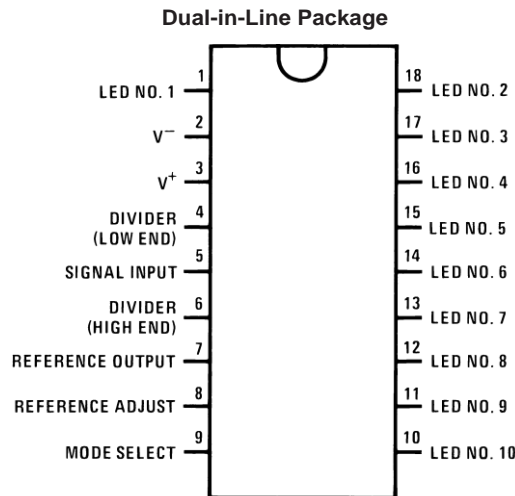 Dual-in-Line Package
1
LED NO. 1
2
V⁻
3
V⁺
4
DIVIDER
(LOW END)
5
SIGNAL INPUT
6
DIVIDER
(HIGH END)
7
REFERENCE OUTPUT
8
REFERENCE ADJUST
9
MODE SELECT
18
LED NO. 2
17
LED NO. 3
16
LED NO. 4
15
LED NO. 5
14
LED NO. 6
13
LED NO. 7
12
LED NO. 8
11
LED NO. 9
10
LED NO. 10